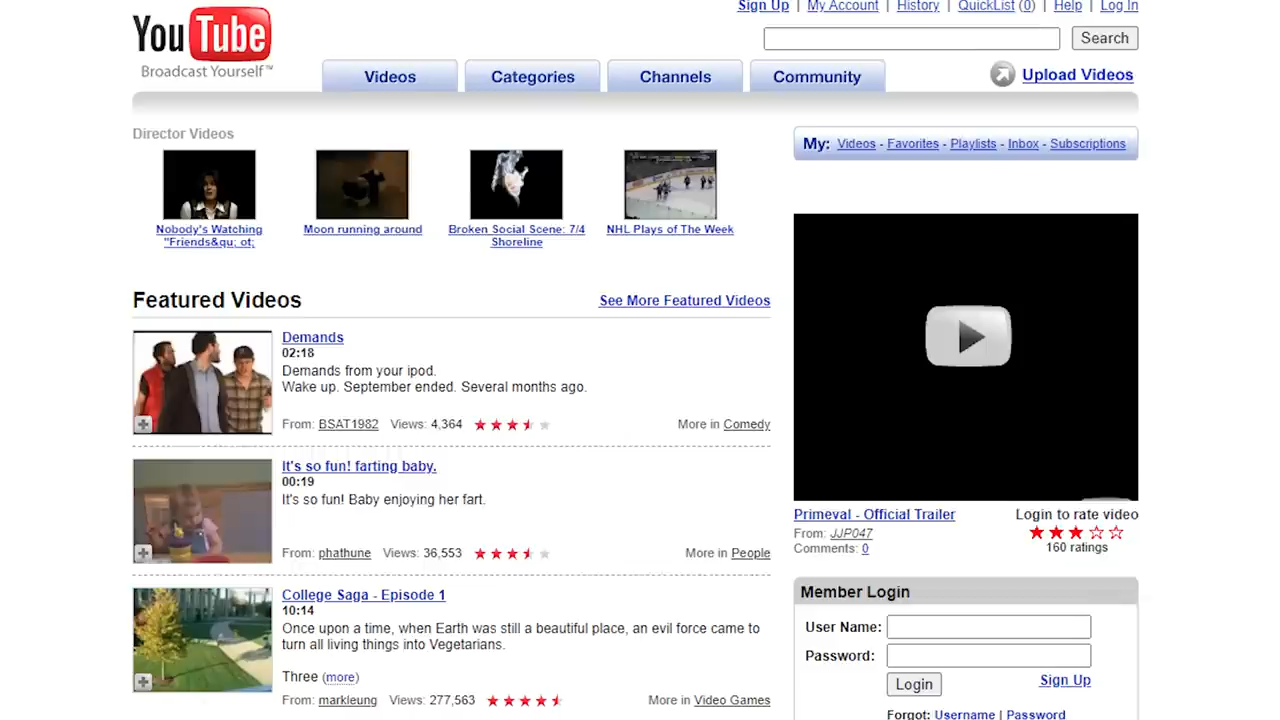 Sign Up | My Account | History | QuickList (0) | Help | Log In
You Tube
Broadcast Yourself™
Search
Videos
Categories
Channels
Community
Upload Videos
Director Videos
Nobody's Watching
"Friends&qu; ot;
Moon running around
Broken Social Scene: 7/4
Shoreline
NHL Plays of The Week
My: Videos - Favorites - Playlists - Inbox - Subscriptions
Featured Videos
See More Featured Videos
Demands
02:18
Demands from your ipod.
Wake up. September ended. Several months ago.
From: BSAT1982 Views: 4,364
More in Comedy
It's so fun! farting baby.
00:19
It's so fun! Baby enjoying her fart.
From: phathune Views: 36,553
More in People
College Saga - Episode 1
10:14
Once upon a time, when Earth was still a beautiful place, an evil force came to
turn all living things into Vegetarians.
Three (more)
From: markleung Views: 277,563
More in Video Games
Primeval - Official Trailer
From: JJP047
Comments: 0
Login to rate video
160 ratings
Member Login
User Name:
Password:
Login
Sign Up
Forgot: Username | Password